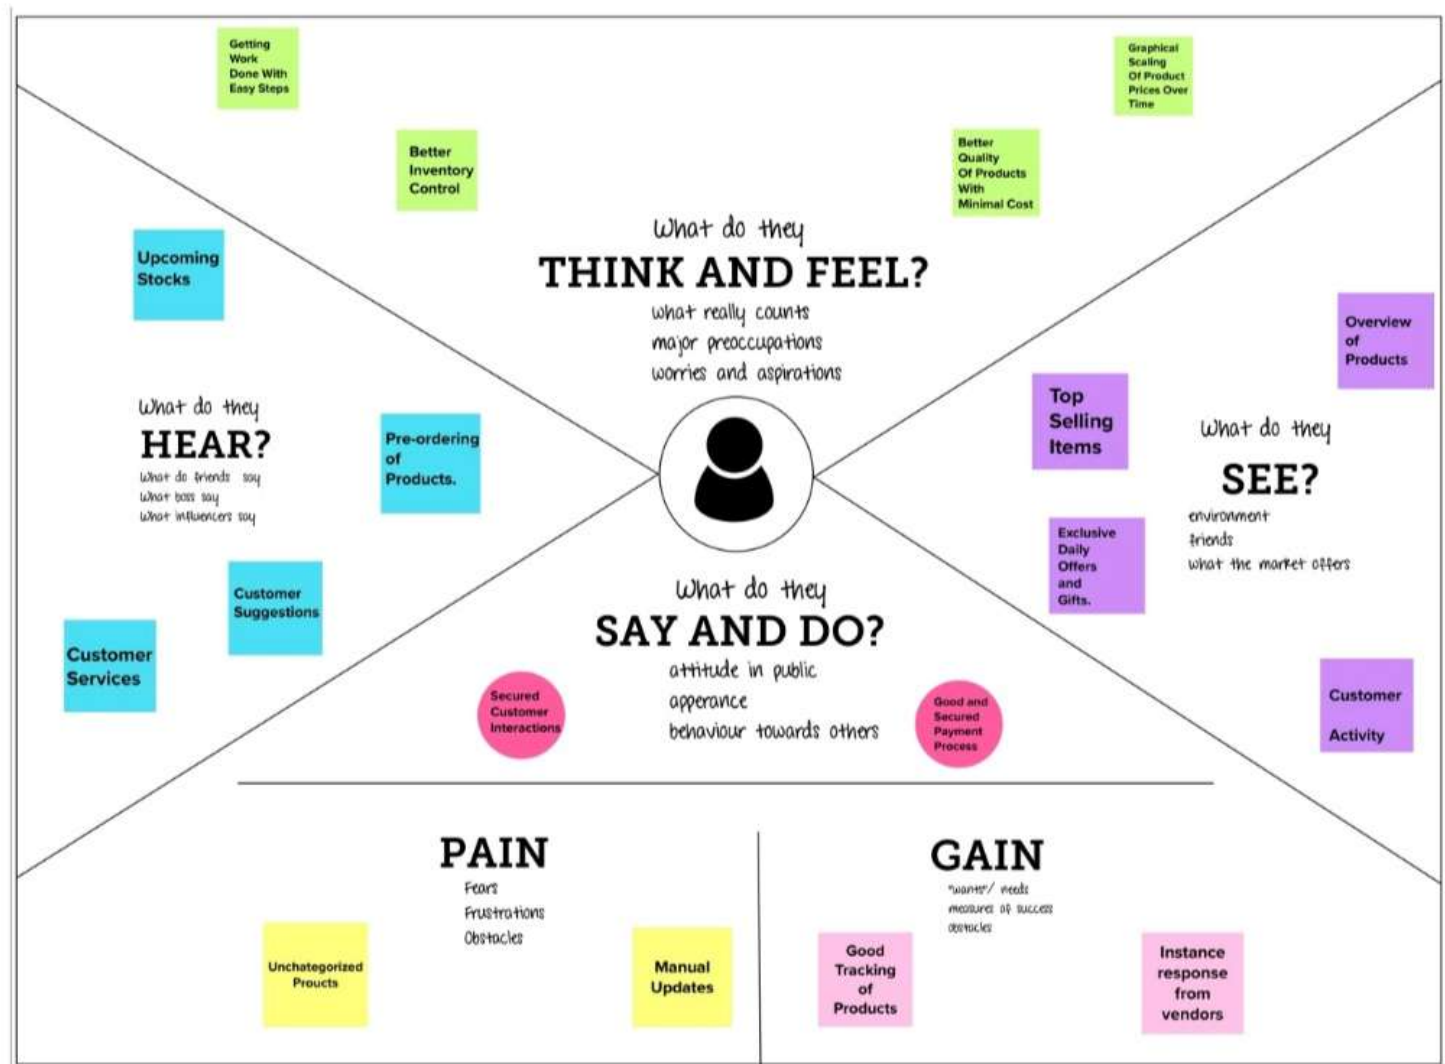 Getting
Work
Done With
Easy Steps
Better
Inventory
Control
Graphical
Scaling
Of Product
Prices Over
Time
Better
Quality
Of Products
With
Minimal Cost
What do they
THINK AND FEEL?
what really counts
major preoccupations
worries and aspirations
Upcoming
Stocks
What do they
HEAR?
What do friends say
What boss say
What influencers say
Pre-ordering
of
Products.
Customer
Suggestions
Customer
Services
Overview
of
Products
Top
Selling
Items
What do they
SEE?
environment
friends
what the market offers
Exclusive
Daily
Offers
and
Gifts.
Customer
Activity
What do they
SAY AND DO?
attitude in public
apperance
behaviour towards others
Secured
Customer
Interactions
Good and
Secured
Payment
Process
PAIN
Fears
Frustrations
Obstacles
Unchategorized
Proucts
Manual
Updates
GAIN
"wants"/ needs
measures of success
obstacles
Good
Tracking
of
Products
Instance
response
from
vendors